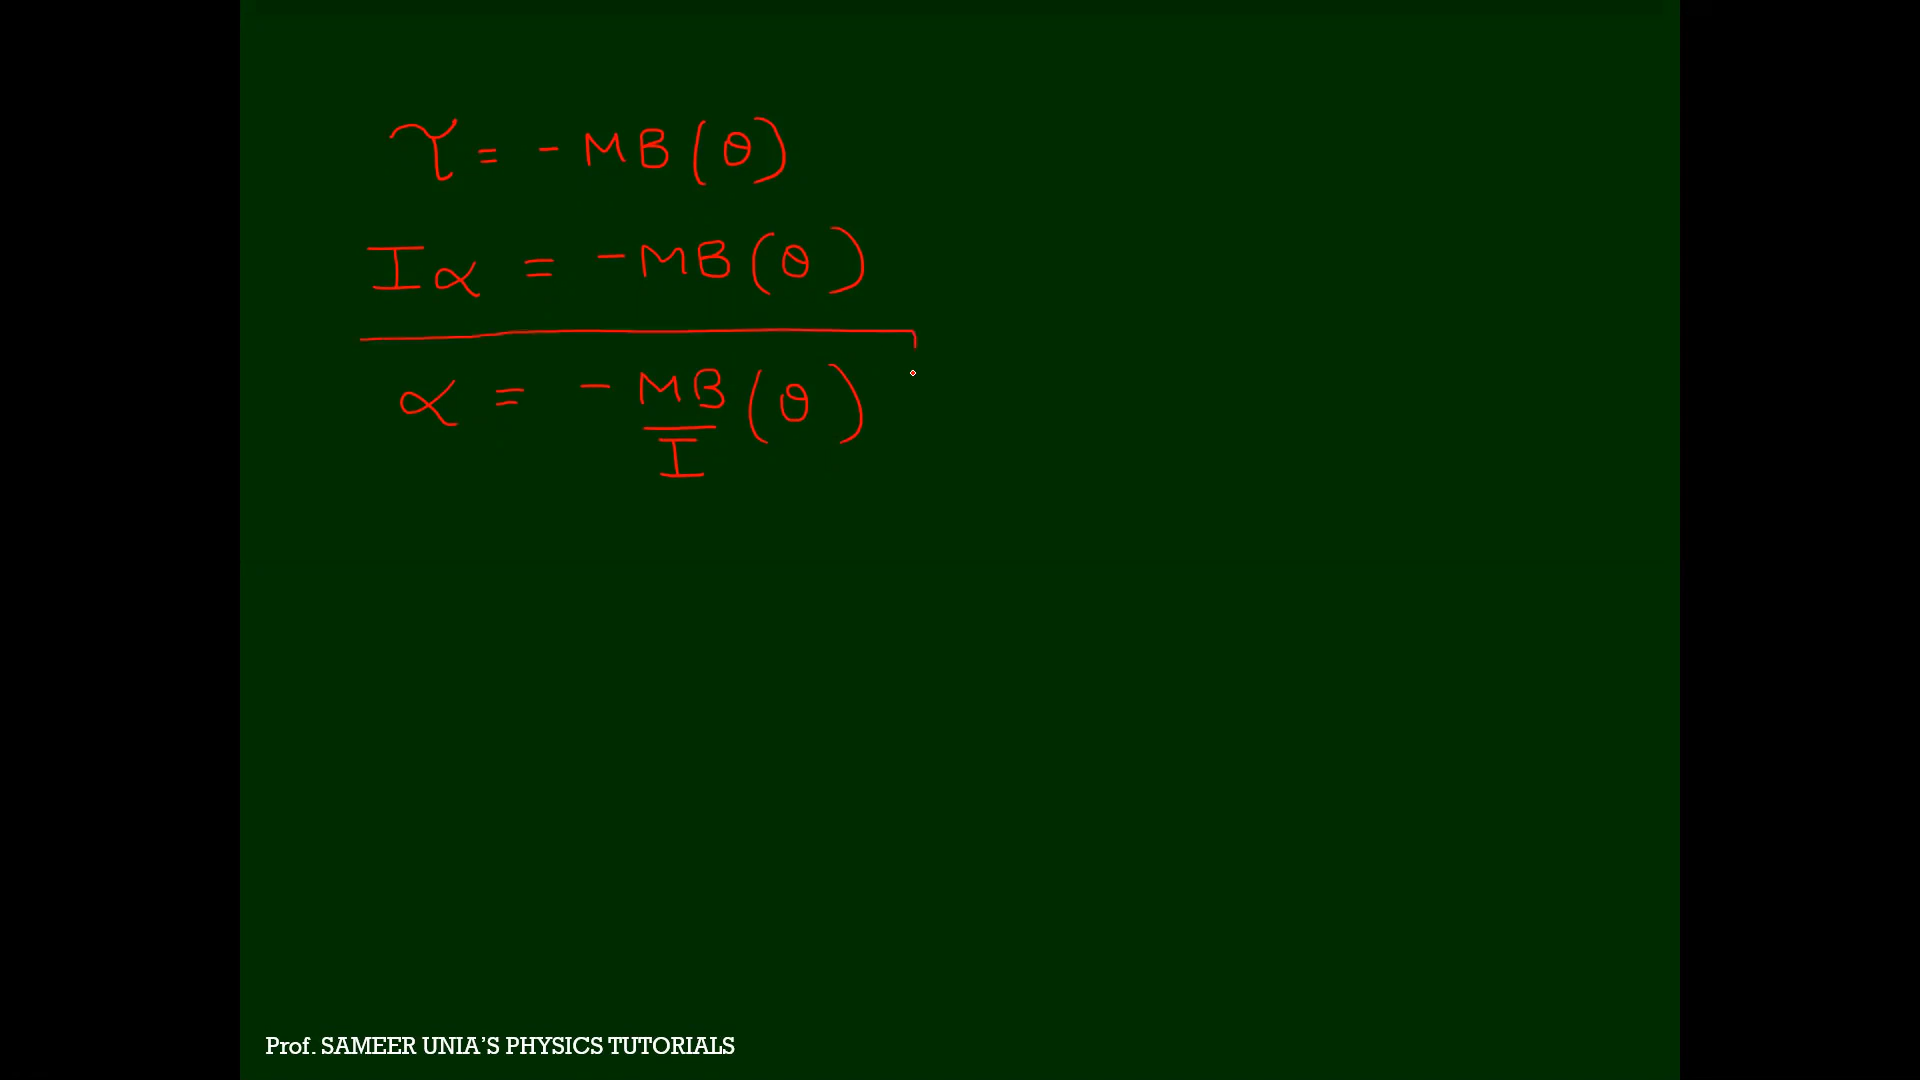 τ = - MB(θ)
Iα = - MB(θ)
α = - MB/I (θ)
Prof. SAMEER UNIA’S PHYSICS TUTORIALS